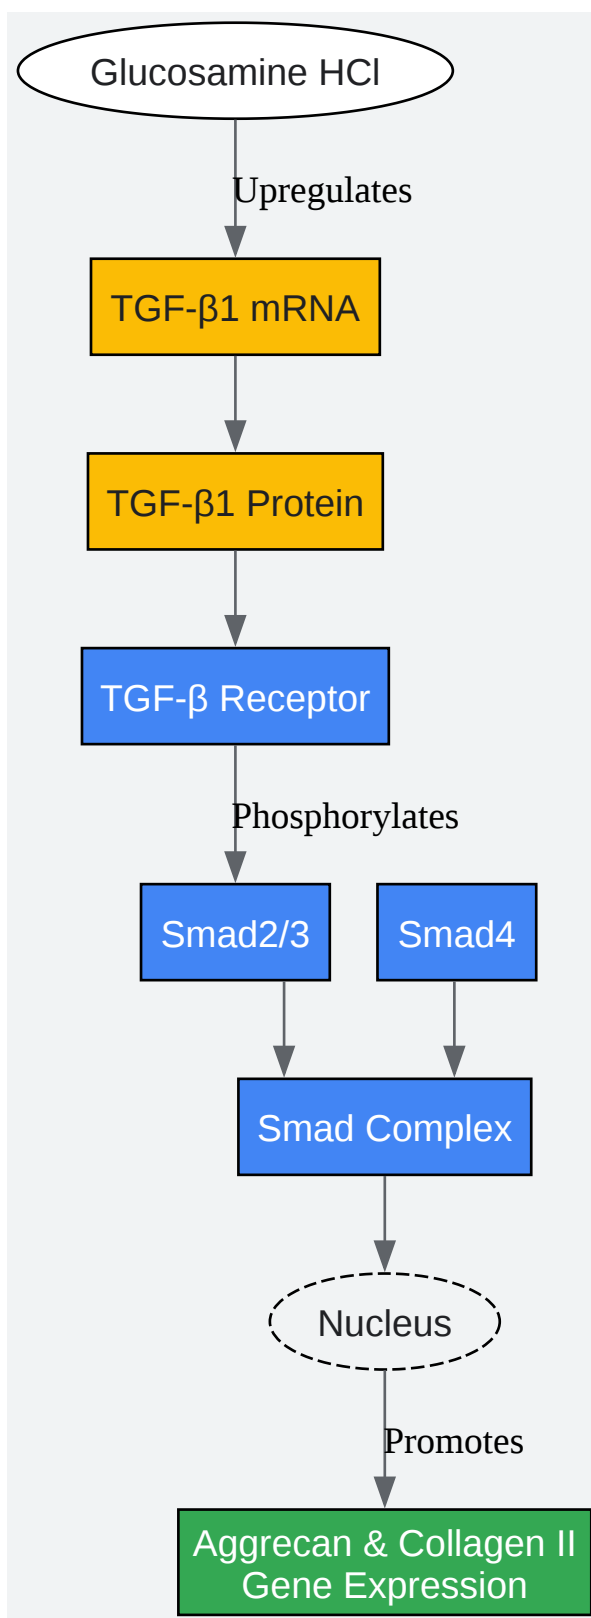 Glucosamine HCl
Upregulates
TGF-β1 mRNA
TGF-β1 Protein
TGF-β Receptor
Phosphorylates
Smad2/3
Smad4
Smad Complex
Nucleus
Promotes
Aggrecan & Collagen II
Gene Expression